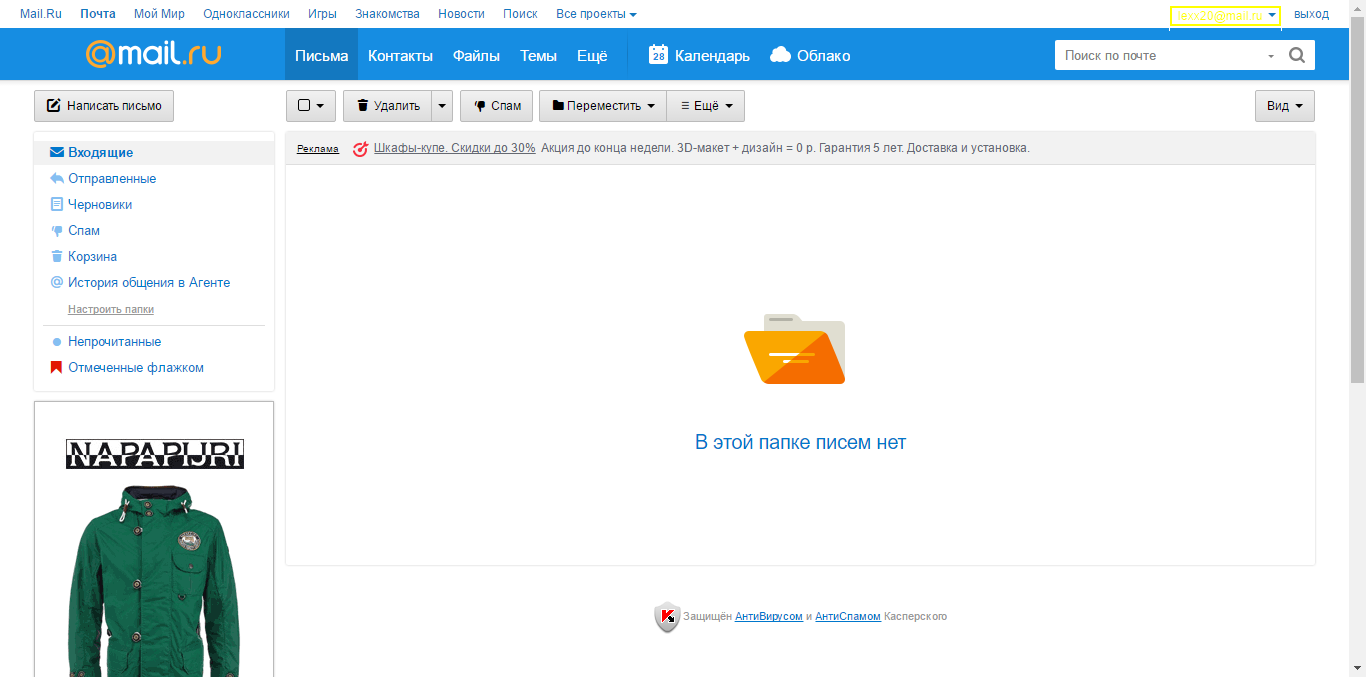 Mail.Ru Почта Мой Мир Одноклассники Игры Знакомства Новости Поиск Все проекты lexx20@mail.ru выход
@mail.ru Письма Контакты Файлы Темы Ещё 28 Календарь Облако Поиск по почте
Написать письмо Удалить Спам Переместить Ещё Вид
Входящие
Отправленные
Черновики
Спам
Корзина
История общения в Агенте
Настроить папки
Непрочитанные
Отмеченные флажком
NAPAPIJRI
Реклама Шкафы-купе. Скидки до 30% Акция до конца недели. 3D-макет + дизайн = 0 р. Гарантия 5 лет. Доставка и установка.
В этой папке писем нет
Защищён АнтиВирусом и АнтиСпамом Касперского